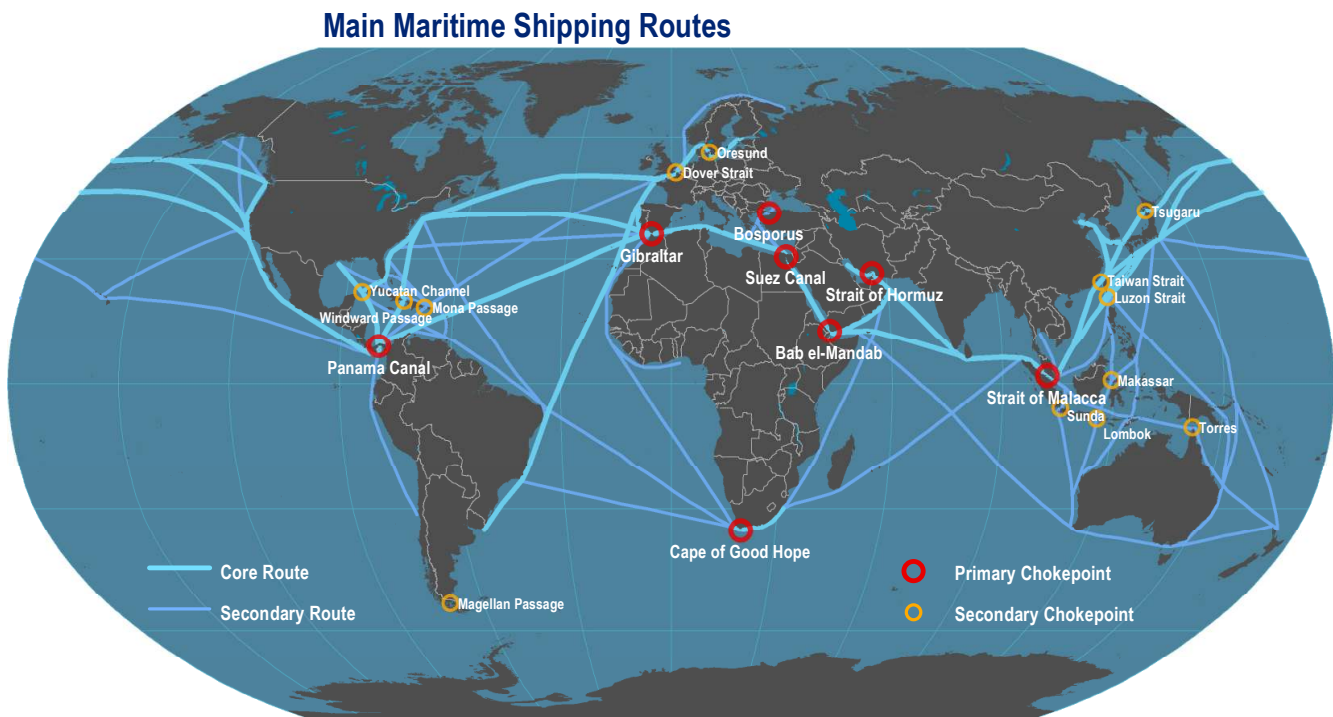 Main Maritime Shipping Routes
Oresund
Dover Strait
Tsugaru
Bosporus
Gibraltar
Suez Canal
Taiwan Strait
Strait of Hormuz
Yucatan Channel
Luzon Strait
Mona Passage
Windward Passage
Bab el-Mandab
Panama Canal
Makassar
Strait of Malacca
Sunda
Torres
Lombok
Cape of Good Hope
Core Route
Primary Chokepoint
Magellan Passage
Secondary Route
Secondary Chokepoint